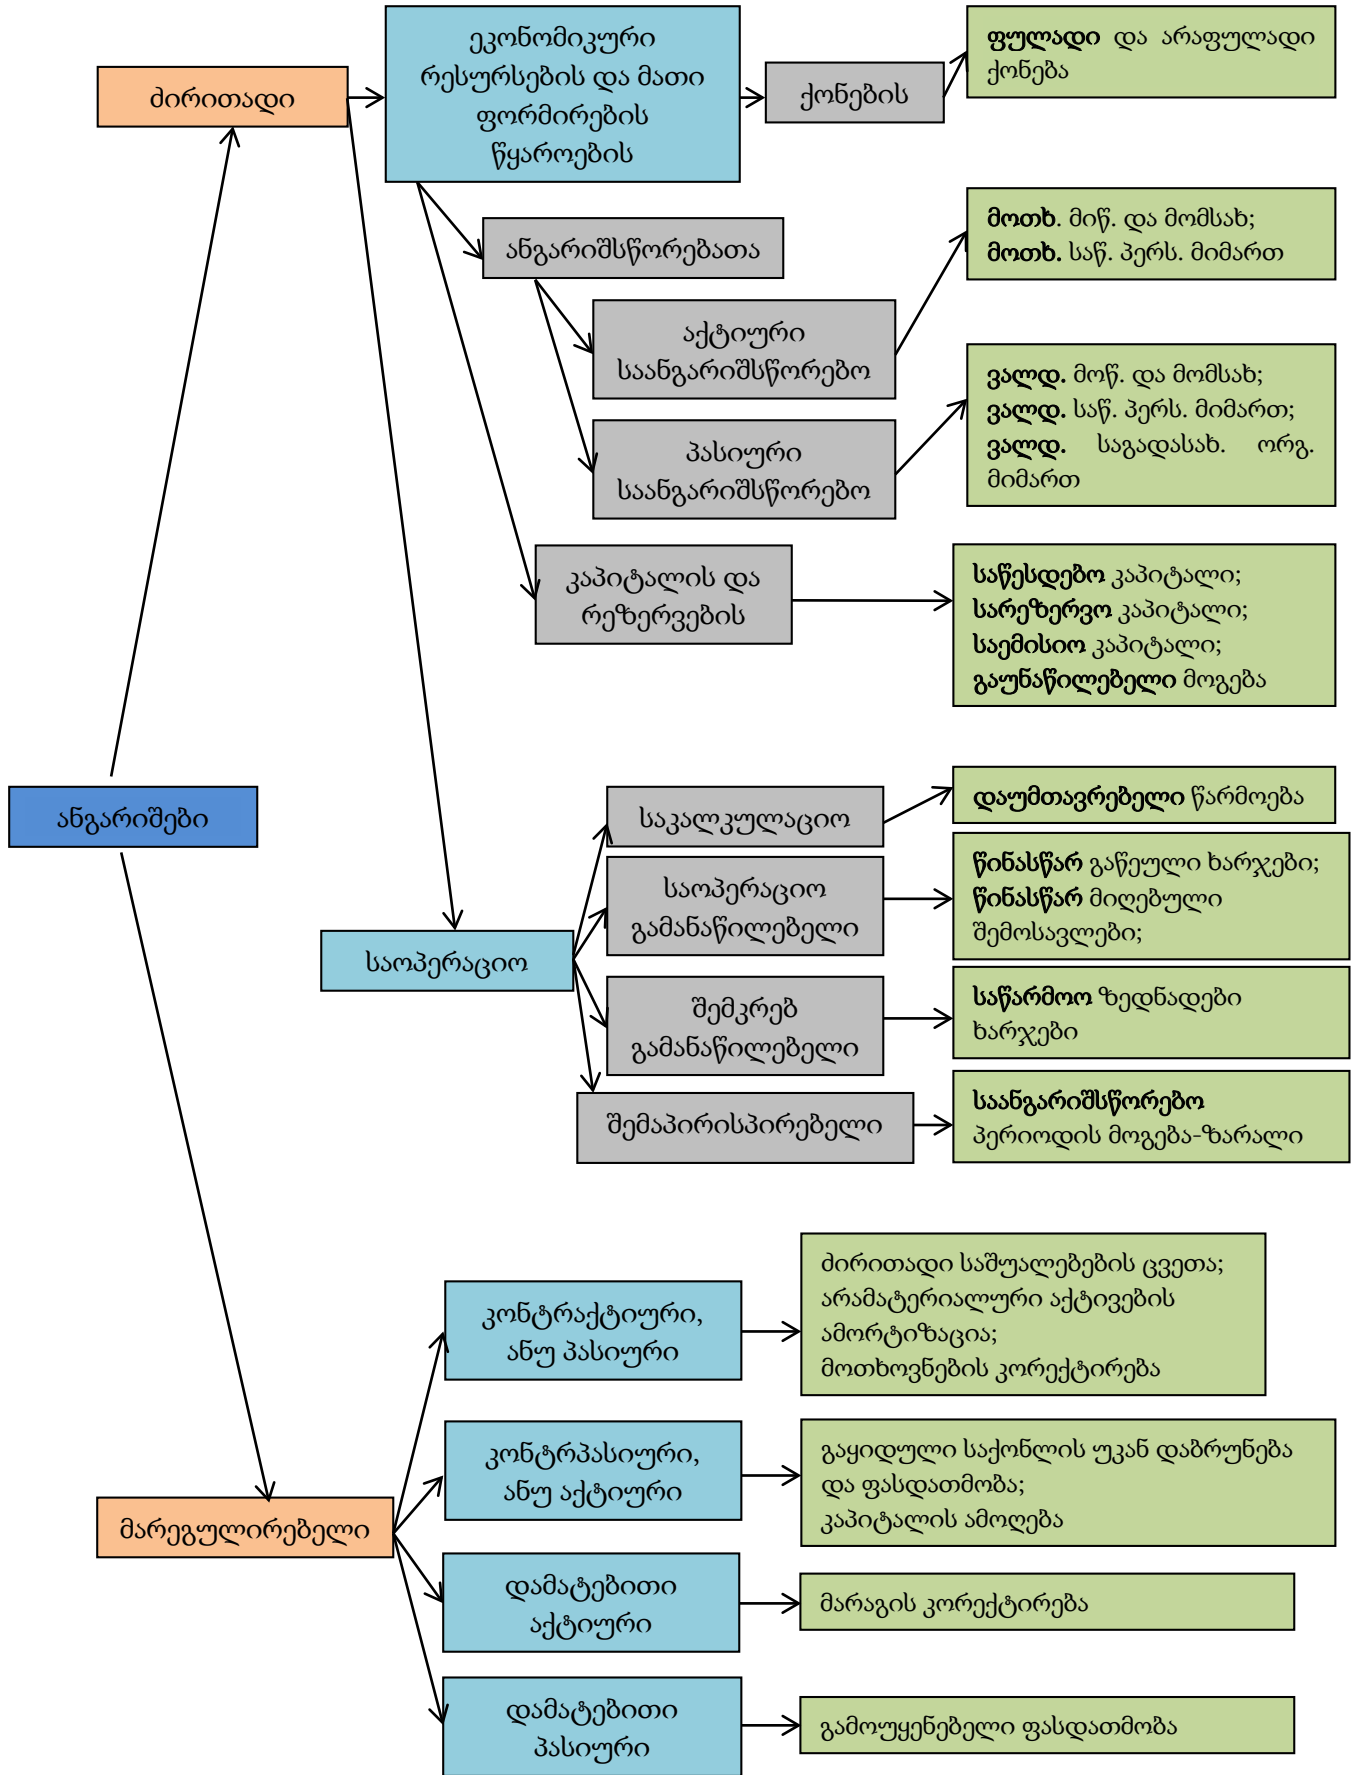 ძირითადი
ეკონომიკური
რესურსების და მათი
ფორმირების
წყაროების
ქონების
ფულადი და არაფულადი
ქონება
ანგარიშსწორებათა
მოთხ. მიწ. და მომსახ;
მოთხ. საწ. პერს. მიმართ
აქტიური
საანგარიშსწორებო
პასიური
საანგარიშსწორებო
ვალდ. მოწ. და მომსახ;
ვალდ. საწ. პერს. მიმართ;
ვალდ. საგადასახ. ორგ.
მიმართ
კაპიტალის და
რეზერვების
საწესდებო კაპიტალი;
სარეზერვო კაპიტალი;
საემისიო კაპიტალი;
გაუნაწილებელი მოგება
ანგარიშები
საკალკულაციო
დაუმთავრებელი წარმოება
საოპერაციო
გამანაწილებელი
წინასწარ გაწეული ხარჯები;
წინასწარ მიღებული
შემოსავლები;
საოპერაციო
შემკრებ
გამანაწილებელი
საწარმოო ზედნადები
ხარჯები
შემაპირისპირებელი
საანგარიშსწორებო
პერიოდის მოგება-ზარალი
კონტრაქტიური,
ანუ პასიური
ძირითადი საშუალებების ცვეთა;
არამატერიალური აქტივების
ამორტიზაცია;
მოთხოვნების კორექტირება
კონტრპასიური,
ანუ აქტიური
გაყიდული საქონლის უკან დაბრუნება
და ფასდათმობა;
კაპიტალის ამოღება
მარეგულირებელი
დამატებითი
აქტიური
მარაგის კორექტირება
დამატებითი
პასიური
გამოუყენებელი ფასდათმობა